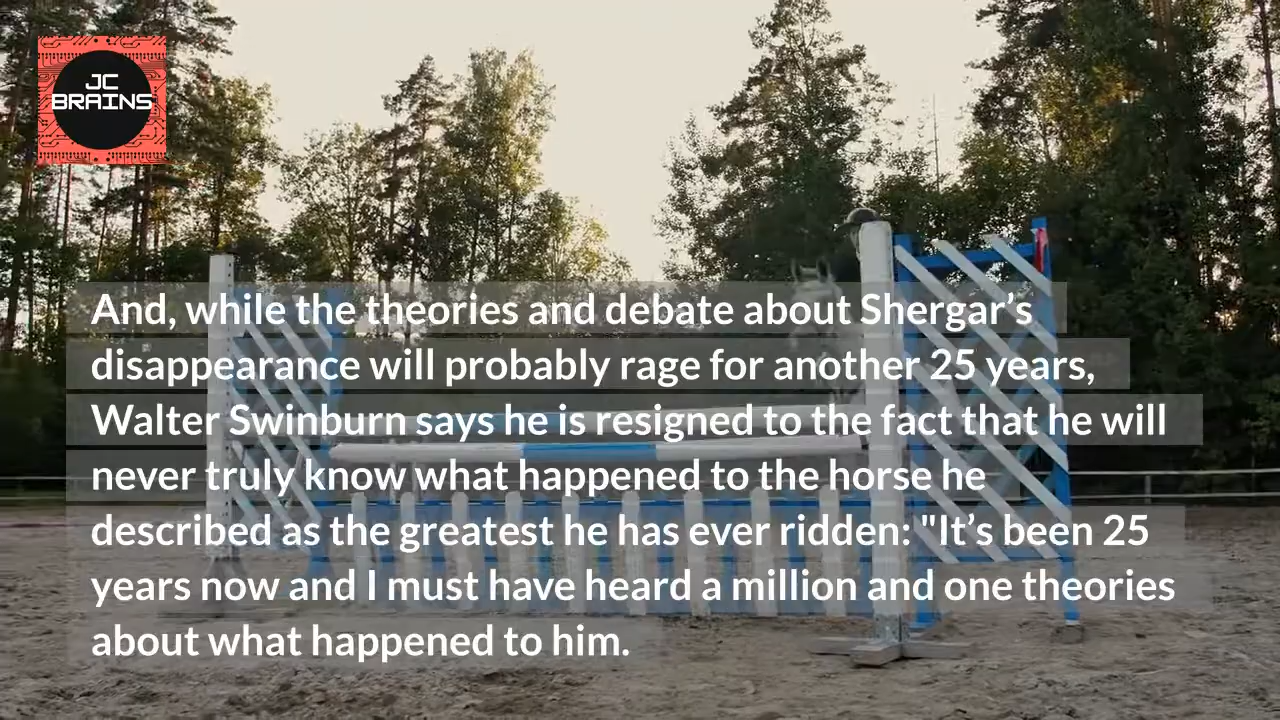 JC
BRAINS
And, while the theories and debate about Shergar’s
disappearance will probably rage for another 25 years,
Walter Swinburn says he is resigned to the fact that he will
never truly know what happened to the horse he
described as the greatest he has ever ridden: "It’s been 25
years now and I must have heard a million and one theories
about what happened to him.